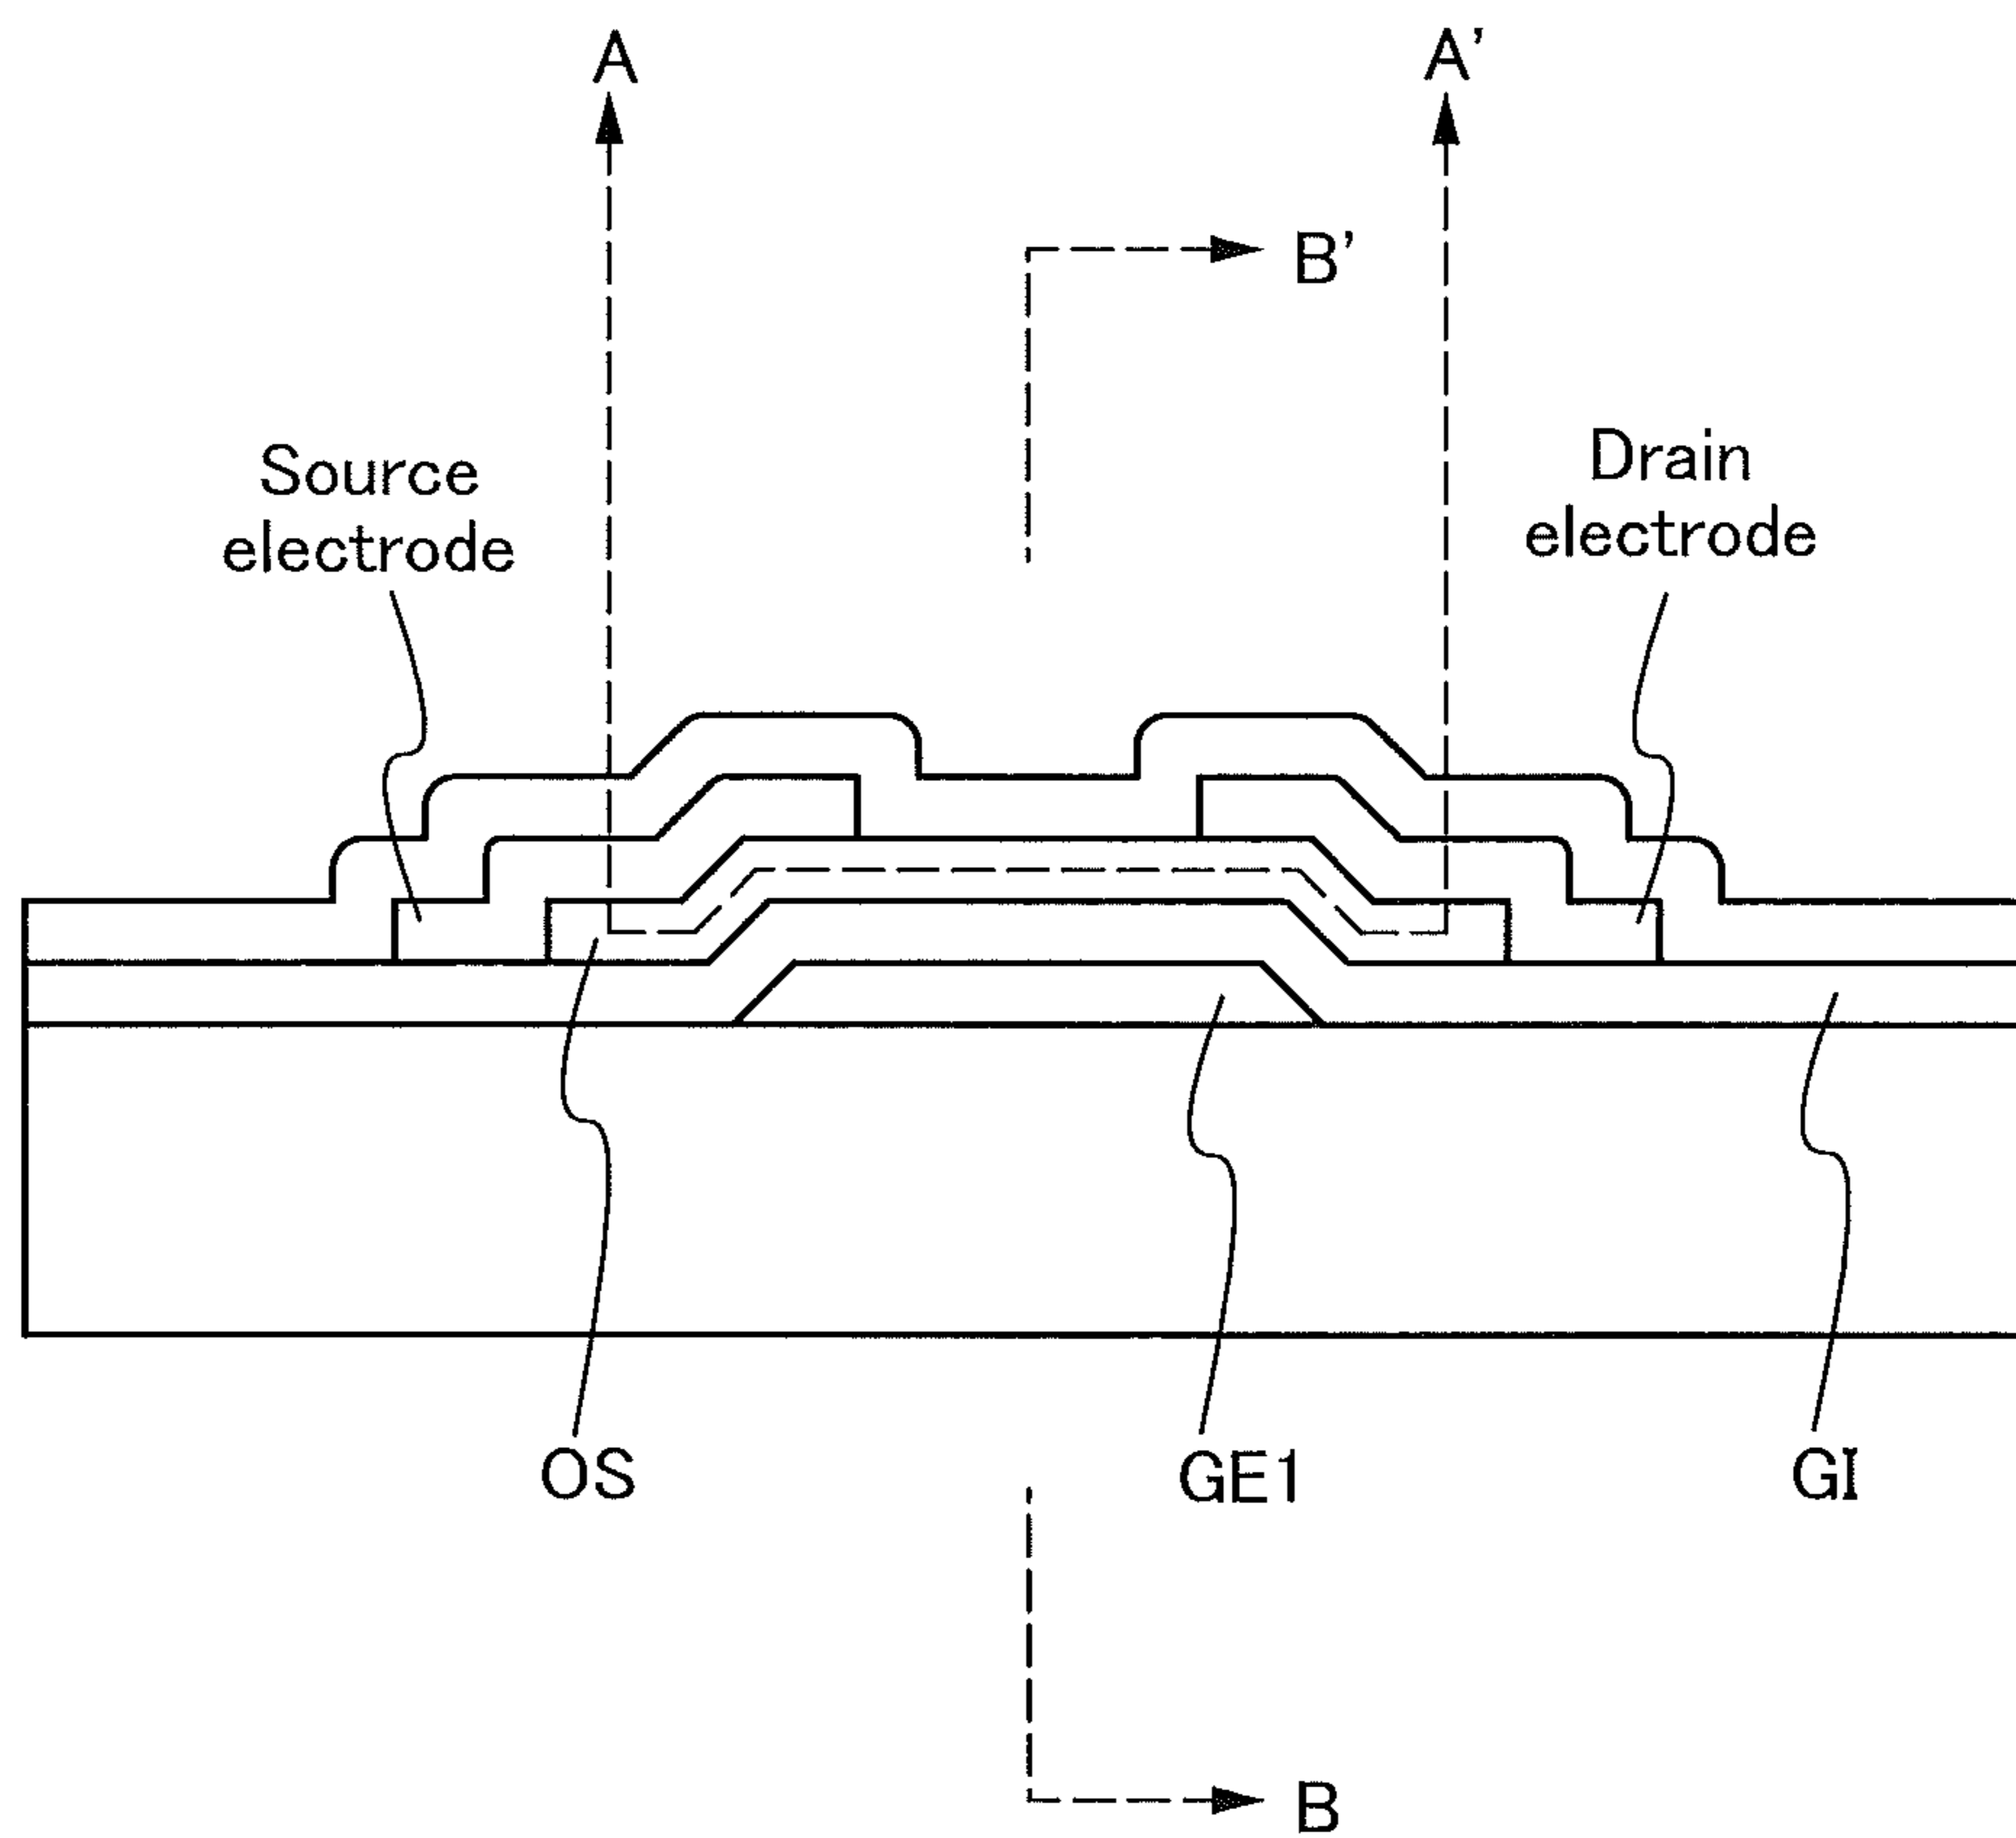 A
A'
B'
Source
electrode
Drain
electrode
OS
GE1
GI
B